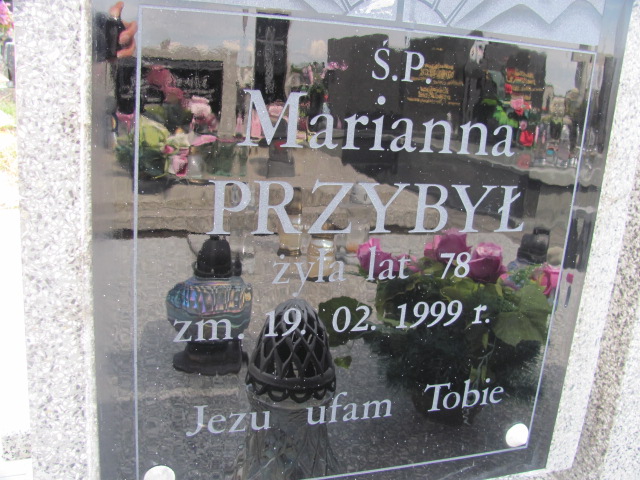 Ś.P.
Marianna
PRZYBYŁ
żyła lat 78
zm. 19. 02. 1999 r.
Jezu ufam Tobie